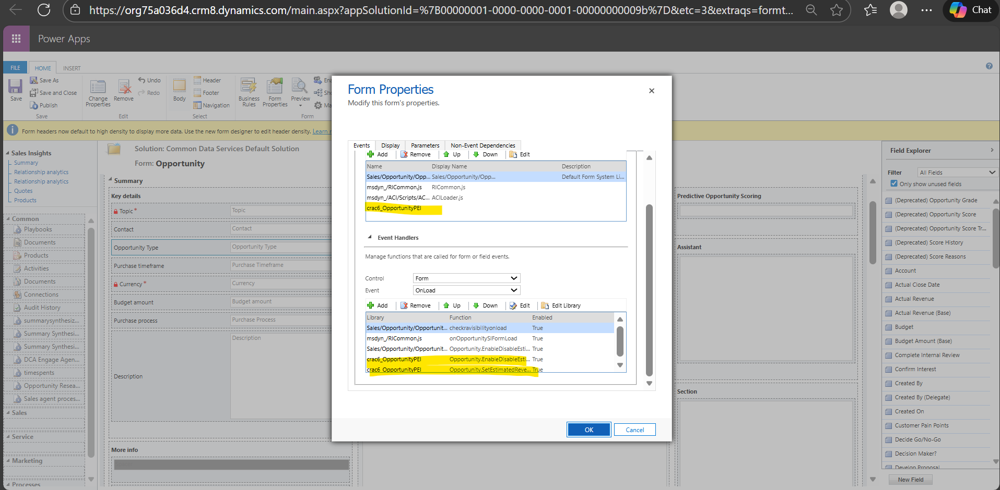 https://org75a036d4.crm8.dynamics.com/main.aspx?appSolutionId=%7B00000001-0000-0000-0001-00000000009b%7D&etc=3&extraqs=formt...
Chat
Power Apps
FILE
HOME
INSERT
Save
Save As
Save and Close
Publish
Save
Change Properties
Remove
Undo
Redo
Edit
Body
Header
Footer
Navigation
Select
Business Rules
Form Properties
Preview
Ena
Sho
Ma
Form
Form headers now default to high density to display more data. Use the new form designer to edit header density. Learn
Sales Insights
Summary
Relationship analytics
Relationship analytics
Quotes
Products
Common
Playbooks
Documents
Products
Activities
Documents
Connections
Audit History
summarysynthesiz...
Summary Synthesi...
Summary Synthesi...
DCA Engage Agen...
timespents
Opportunity Resea...
Sales agent proces...
Sales
Service
Marketing
Processes
Solution: Common Data Services Default Solution
Form: Opportunity
Summary
Key details
Topic*
Topic
Contact
Contact
Opportunity Type
Opportunity Type
Purchase timeframe
Purchase Timeframe
Currency*
Currency
Budget amount
Budget amount
Purchase process
Purchase Process
Description
Description
More info
Form Properties
Modify this form's properties.
Events
Display
Parameters
Non-Event Dependencies
Add
Remove
Up
Down
Edit
Name
Display Name
Description
Sales/Opportunity/Opp...
Sales/Opportunity/Opp...
Default Form System Li...
msdyn_/RICommon.js
RICommon.js
msdyn_/ACI/Scripts/AC...
ACILoader.js
crac6_OpportunityPEI
Event Handlers
Manage functions that are called for form or field events.
Control
Form
Event
OnLoad
Add
Remove
Up
Down
Edit
Edit Library
Library
Function
Enabled
Sales/Opportunity/Opportunit...
checkravisibilityonload
True
msdyn_/RICommon.js
onOpportunitySIFormLoad
True
Sales/Opportunity/Opportunit...
Opportunity.EnableDisableEsti...
True
crac6_OpportunityPEI
Opportunity.EnableDisableEsti...
True
crac6_OpportunityPEI
Opportunity.SetEstimatedReve...
True
OK
Cancel
Predictive Opportunity Scoring
Assistant
Section
Field Explorer
Filter
All Fields
Only show unused fields
(Deprecated) Opportunity Grade
(Deprecated) Opportunity Score
(Deprecated) Opportunity Score Tr...
(Deprecated) Score History
(Deprecated) Score Reasons
Account
Actual Close Date
Actual Revenue
Actual Revenue (Base)
Budget
Budget Amount (Base)
Complete Internal Review
Confirm Interest
Created By
Created By (Delegate)
Created On
Customer Pain Points
Decide Go/No-Go
Decision Maker?
Develop Proposal
New Field